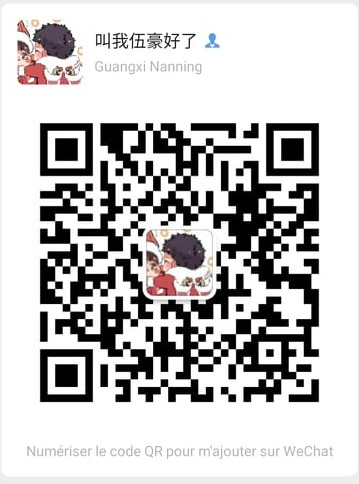 叫我伍豪好了
Guangxi Nanning
Numériser le code QR pour m'ajouter sur WeChat